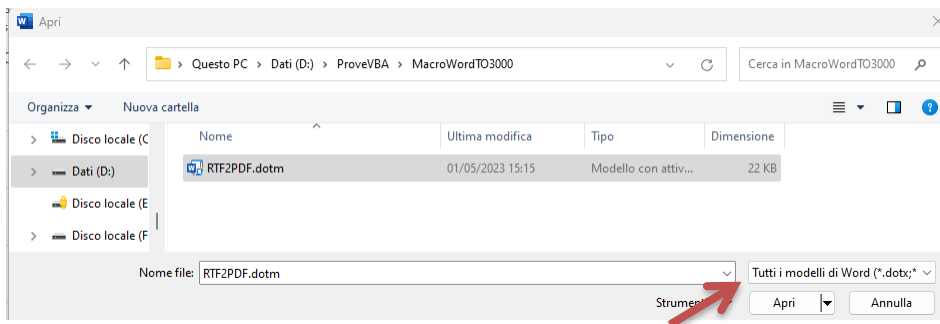 Apri
Questo PC > Dati (D:) > ProveVBA > MacroWordTO3000
Cerca in MacroWordTO3000
Organizza
Nuova cartella
Nome
Ultima modifica
Tipo
Dimensione
Disco locale (C
Dati (D:)
Disco locale (E
Disco locale (F
RTF2PDF.dotm
01/05/2023 15:15
Modello con attiv...
22 KB
Nome file:
RTF2PDF.dotm
Tutti i modelli di Word (*.dotx;*
Strumen
Apri
Annulla